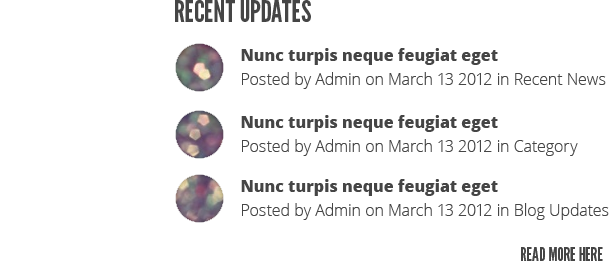 RECENT UPDATES
Nunc turpis neque feugiat eget
Posted by Admin on March 13 2012 in Recent News
Nunc turpis neque feugiat eget
Posted by Admin on March 13 2012 in Category
Nunc turpis neque feugiat eget
Posted by Admin on March 13 2012 in Blog Updates
READ MORE HERE